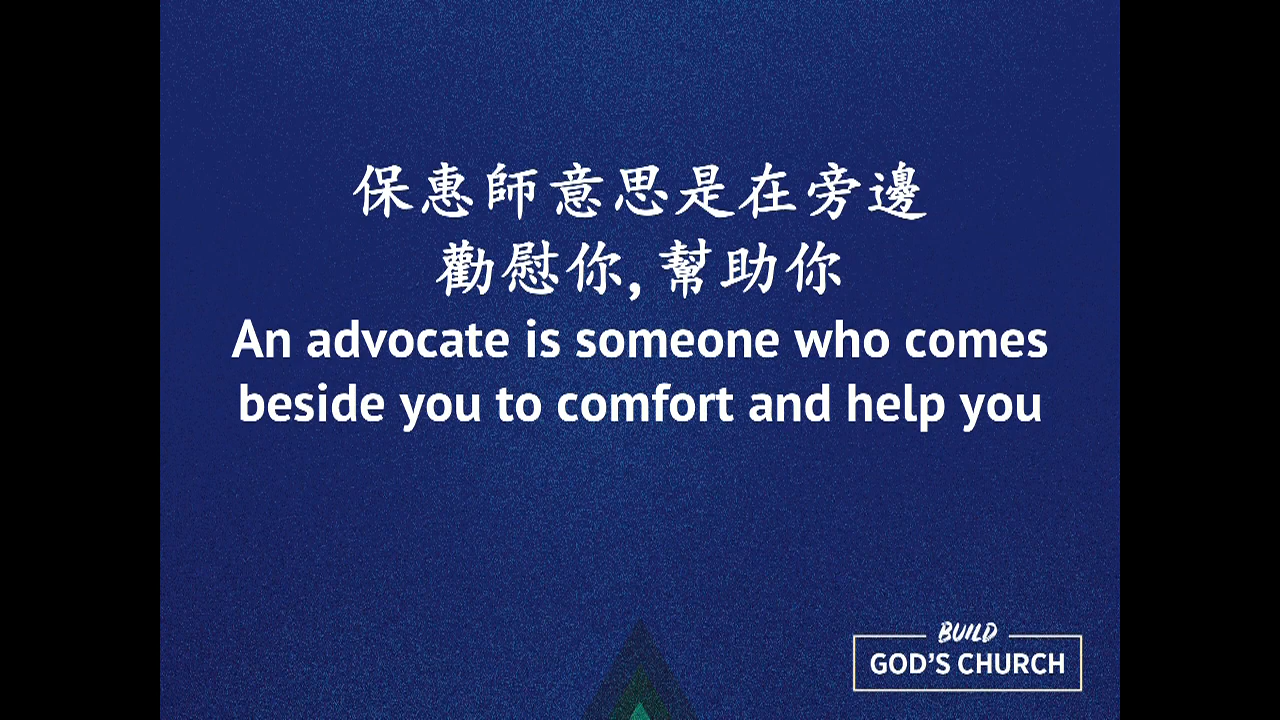 保惠師意思是在旁邊
勸慰你, 幫助你
An advocate is someone who comes
beside you to comfort and help you
BUILD
GOD'S CHURCH